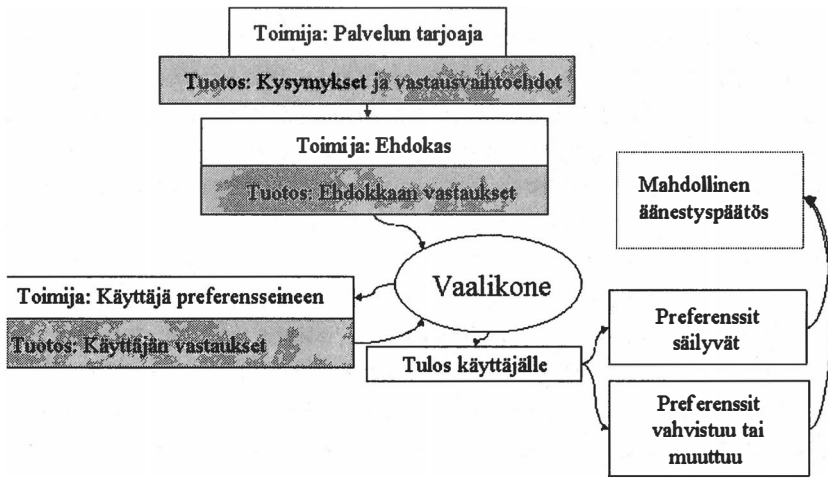 Toimija: Palvelun tarjoaja
Tuotos: Kysymykset ja vastausvaihtoehdot
Toimija: Ehdokas
Tuotos: Ehdokkaan vastaukset
Mahdollinen
äänestyspäätös
Vaalikone
Toimija: Käyttäjä preferensseineen
Tuotos: Käyttäjän vastaukset
Tulos käyttäjälle
Preferenssit
säilyvät
Preferenssit
vahvistuu tai
muuttuu